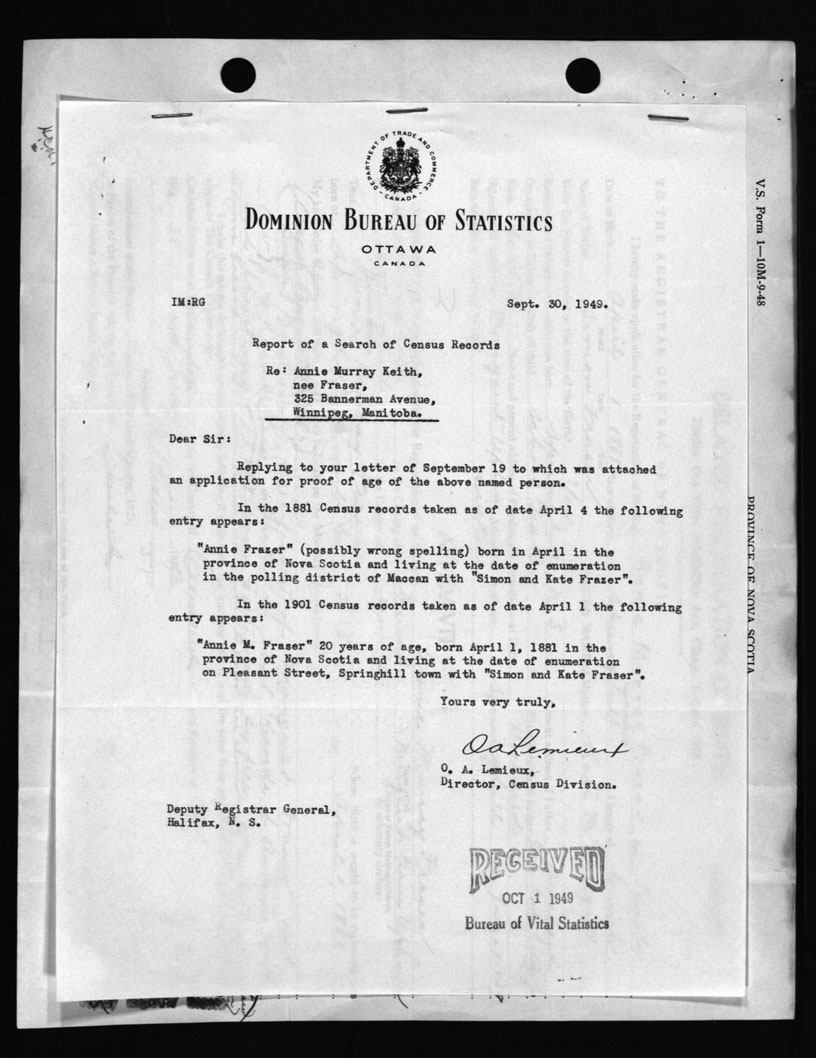 DEPARTMENT OF TRADE AND COMMERCE
CANADA
DOMINION BUREAU OF STATISTICS
OTTAWA
CANADA
IM:RG
Sept. 30, 1949.
Report of a Search of Census Records
Re: Annie Murray Keith,
nee Fraser,
325 Bannerman Avenue,
Winnipeg, Manitoba.
Dear Sir:
Replying to your letter of September 19 to which was attached
an application for proof of age of the above named person.
In the 1881 Census records taken as of date April 4 the following
entry appears:
"Annie Frazer" (possibly wrong spelling) born in April in the
province of Nova Scotia and living at the date of enumeration
in the polling district of Maccan with "Simon and Kate Frazer".
In the 1901 Census records taken as of date April 1 the following
entry appears:
"Annie M. Fraser" 20 years of age, born April 1, 1881 in the
province of Nova Scotia and living at the date of enumeration
on Pleasant Street, Springhill town with "Simon and Kate Fraser".
Yours very truly,
O A Lemieux
O. A. Lemieux,
Director, Census Division.
Deputy Registrar General,
Halifax, N. S.
RECEIVED
OCT 1 1949
Bureau of Vital Statistics
V.S. Form 1—10M-9-48
PROVINCE OF NOVA SCOTIA